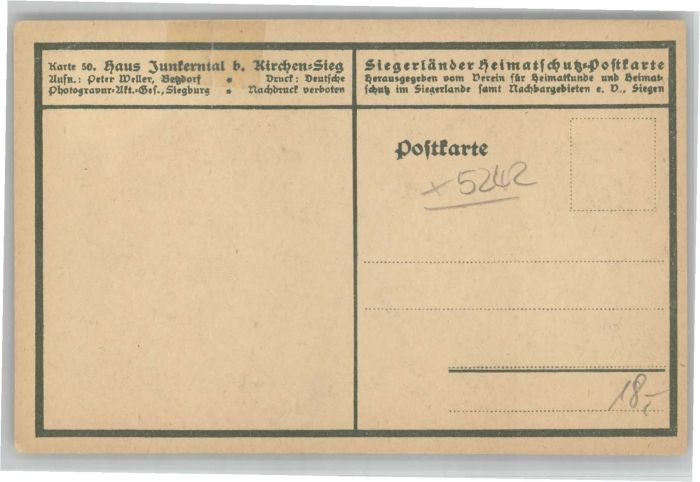 Karte 50. Haus Junkerntal b. Kirchen=Sieg
Aufn.: Peter Weller, Betzdorf ▪ Druck: Deutsche
Photogravur=Akt.=Ges., Siegburg ▪ Nachdruck verboten
Siegerländer Heimatschutz=Postkarte
Herausgegeben vom Verein für Heimatkunde und Heimat=
schutz im Siegerlande samt Nachbargebieten e. V., Siegen
Postkarte
x 5242
18,-